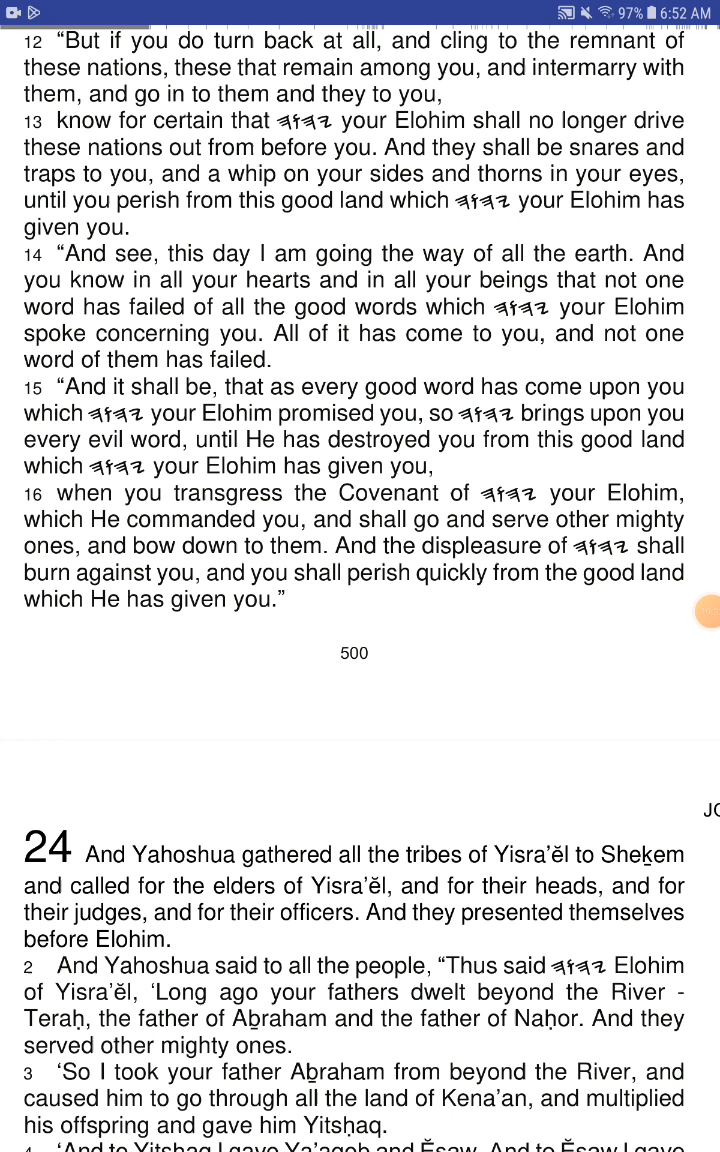 97% 6:52 AM
12 “But if you do turn back at all, and cling to the remnant of
these nations, these that remain among you, and intermarry with
them, and go in to them and they to you,
13 know for certain that 𐤉𐤄𐤅𐤄 your Elohim shall no longer drive
these nations out from before you. And they shall be snares and
traps to you, and a whip on your sides and thorns in your eyes,
until you perish from this good land which 𐤉𐤄𐤅𐤄 your Elohim has
given you.
14 “And see, this day I am going the way of all the earth. And
you know in all your hearts and in all your beings that not one
word has failed of all the good words which 𐤉𐤄𐤅𐤄 your Elohim
spoke concerning you. All of it has come to you, and not one
word of them has failed.
15 “And it shall be, that as every good word has come upon you
which 𐤉𐤄𐤅𐤄 your Elohim promised you, so 𐤉𐤄𐤅𐤄 brings upon you
every evil word, until He has destroyed you from this good land
which 𐤉𐤄𐤅𐤄 your Elohim has given you,
16 when you transgress the Covenant of 𐤉𐤄𐤅𐤄 your Elohim,
which He commanded you, and shall go and serve other mighty
ones, and bow down to them. And the displeasure of 𐤉𐤄𐤅𐤄 shall
burn against you, and you shall perish quickly from the good land
which He has given you.”
500
JO
24 And Yahoshua gathered all the tribes of Yisra’ĕl to Sheḵem
and called for the elders of Yisra’ĕl, and for their heads, and for
their judges, and for their officers. And they presented themselves
before Elohim.
2 And Yahoshua said to all the people, “Thus said 𐤉𐤄𐤅𐤄 Elohim
of Yisra’ĕl, ‘Long ago your fathers dwelt beyond the River -
Teraḥ, the father of Aḇraham and the father of Naḥor. And they
served other mighty ones.
3 ‘So I took your father Aḇraham from beyond the River, and
caused him to go through all the land of Kena’an, and multiplied
his offspring and gave him Yitsḥaq.
4 ‘And to Yitsḥaq I gave Ya‛aqoḇ and Ĕsaw. And to Ĕsaw I gave